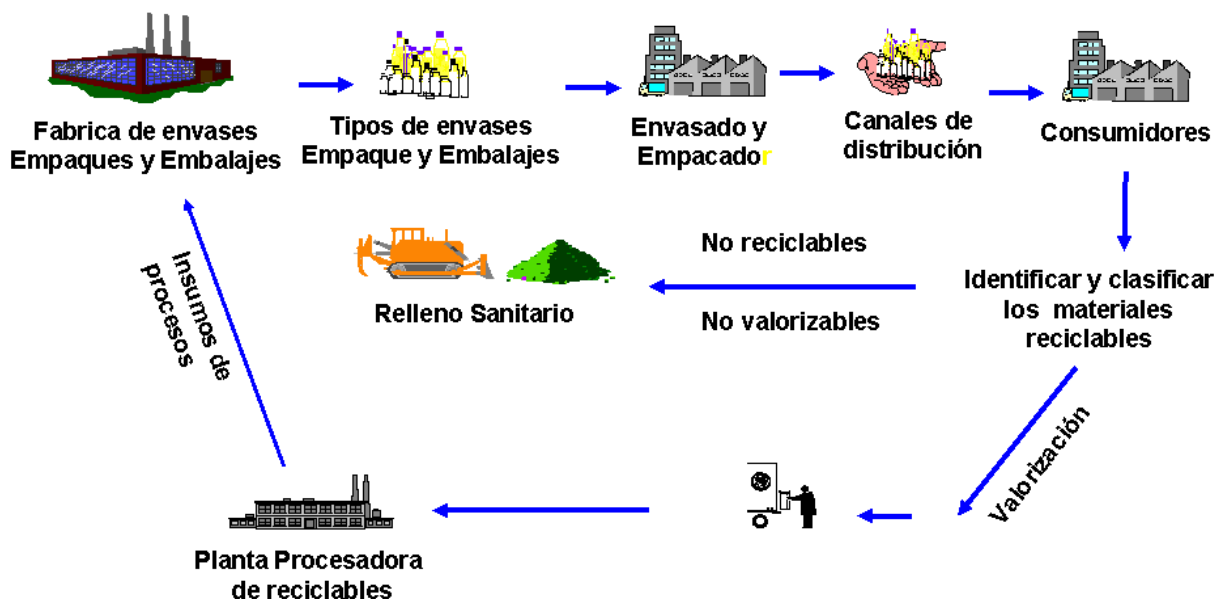 Fabrica de envases
Empaques y Embalajes
Tipos de envases
Empaque y Embalajes
Envasado y
Empacador
Canales de
distribución
Consumidores
No reciclables
No valorizables
Relleno Sanitario
Identificar y clasificar
los materiales
reciclables
Valorización
Insumos de
procesos
Planta Procesadora
de reciclables